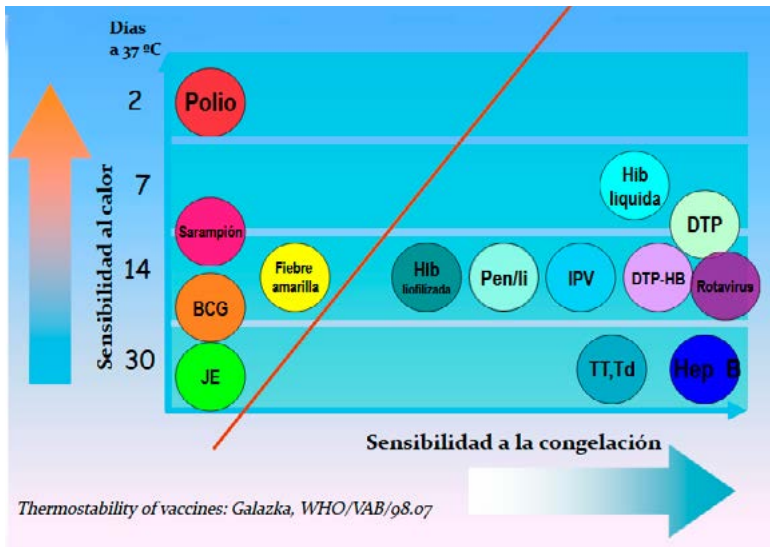 Días
a 37 ºC
2
7
14
30
Sensibilidad al calor
Polio
Hib
liquida
DTP
Sarampión
Fiebre
amarilla
HIb
liofilizada
Pen/li
IPV
DTP-HB
Rotavirus
BCG
JE
TT,Td
Hep B
Sensibilidad a la congelación
Thermostability of vaccines: Galazka, WHO/VAB/98.07